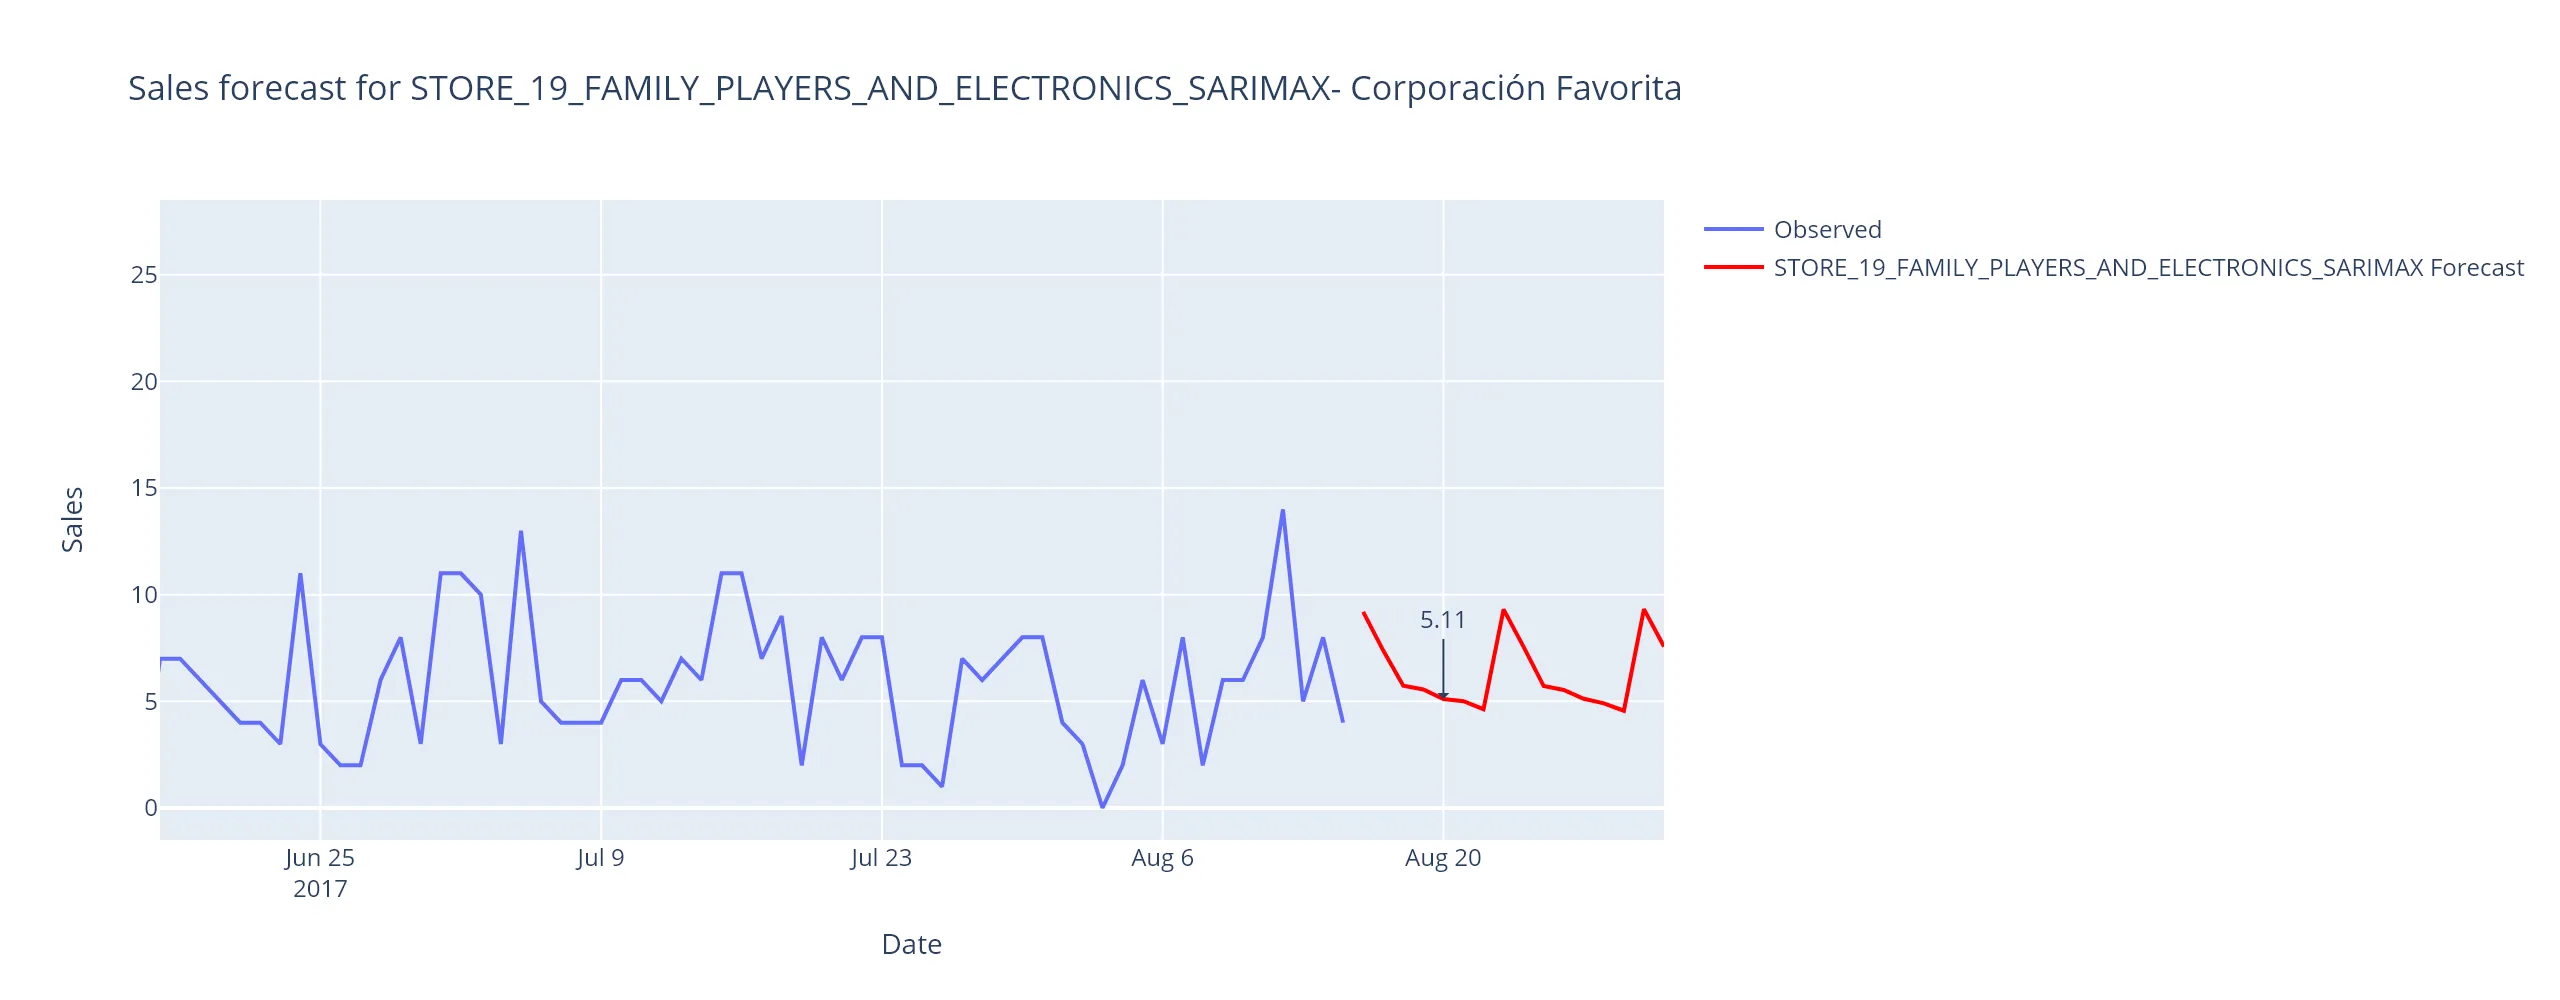 Sales forecast for STORE_19_FAMILY_PLAYERS_AND_ELECTRONICS_SARIMAX- Corporación Favorita
Observed
STORE_19_FAMILY_PLAYERS_AND_ELECTRONICS_SARIMAX Forecast
25
20
15
10
5
0
Sales
5.11
Jun 25
2017
Jul 9
Jul 23
Aug 6
Aug 20
Date